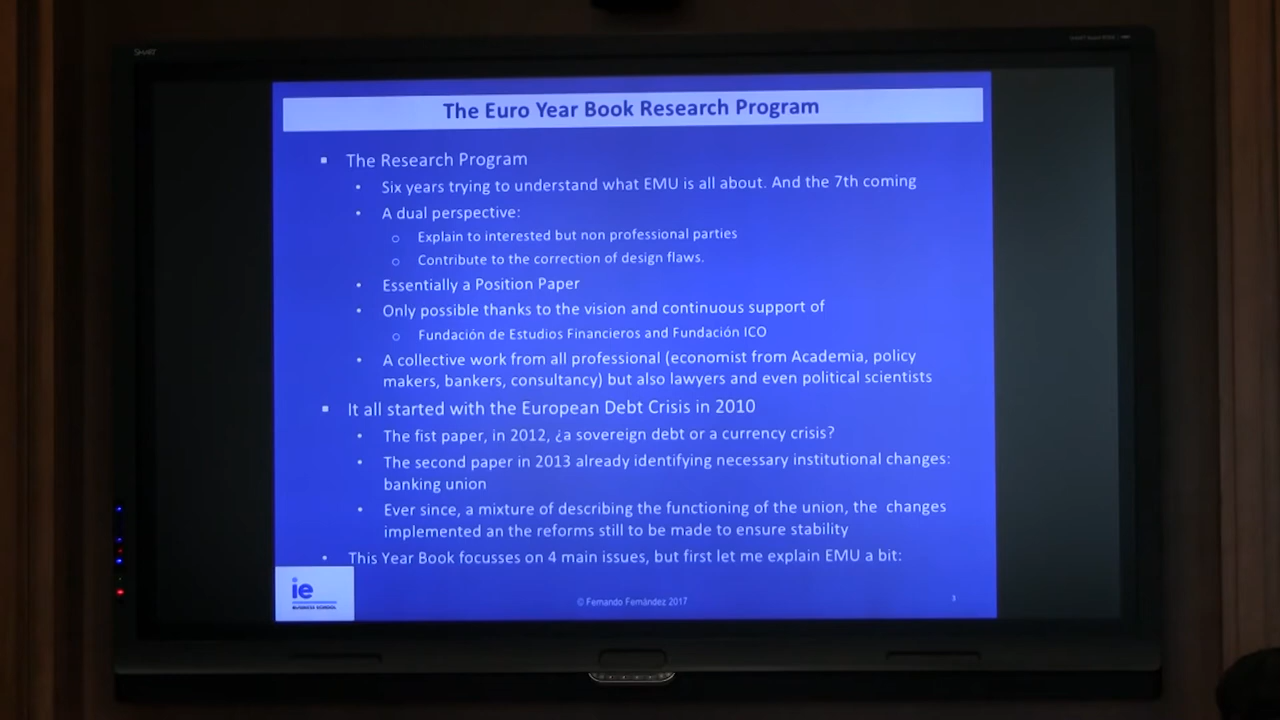 SMART
The Euro Year Book Research Program
▪ The Research Program
• Six years trying to understand what EMU is all about. And the 7th coming
• A dual perspective:
o Explain to interested but non professional parties
o Contribute to the correction of design flaws.
• Essentially a Position Paper
• Only possible thanks to the vision and continuous support of
o Fundación de Estudios Financieros and Fundación ICO
• A collective work from all professional (economist from Academia, policy
makers, bankers, consultancy) but also lawyers and even political scientists
▪ It all started with the European Debt Crisis in 2010
• The fist paper, in 2012, ¿a sovereign debt or a currency crisis?
• The second paper in 2013 already identifying necessary institutional changes:
banking union
• Ever since, a mixture of describing the functioning of the union, the changes
implemented an the reforms still to be made to ensure stability
• This Year Book focusses on 4 main issues, but first let me explain EMU a bit:
ie
BUSINESS SCHOOL
© Fernando Fernández 2017
3